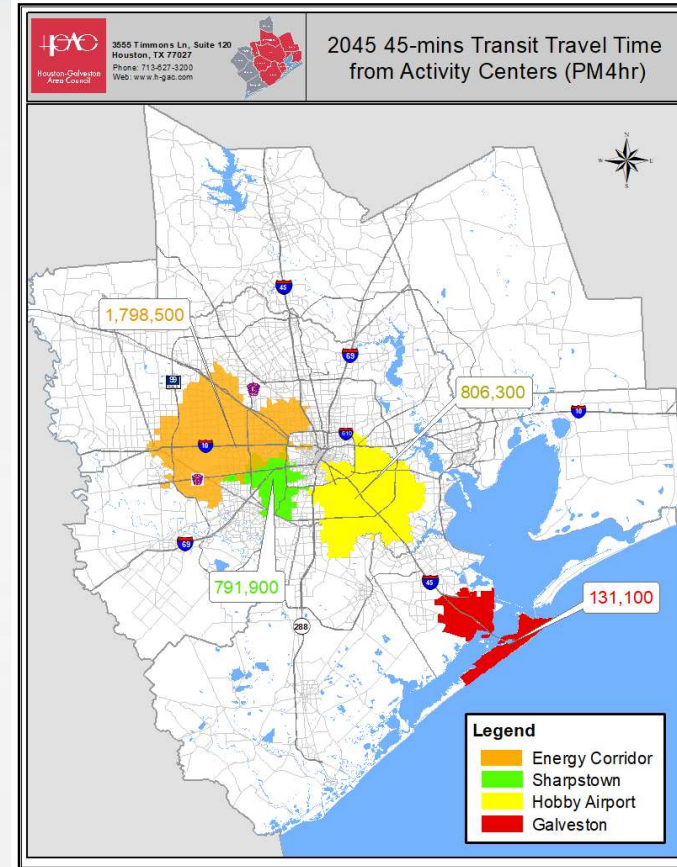 HGAC
Houston-Galveston
Area Council
3555 Timmons Ln, Suite 120
Houston, TX 77027
Phone: 713-627-3200
Web: www.h-gac.com
2045 45-mins Transit Travel Time
from Activity Centers (PM4hr)
N
W
E
S
45
1,798,500
69
99
806,300
10
610
10
69
791,900
45
131,100
288
Legend
Energy Corridor
Sharpstown
Hobby Airport
Galveston